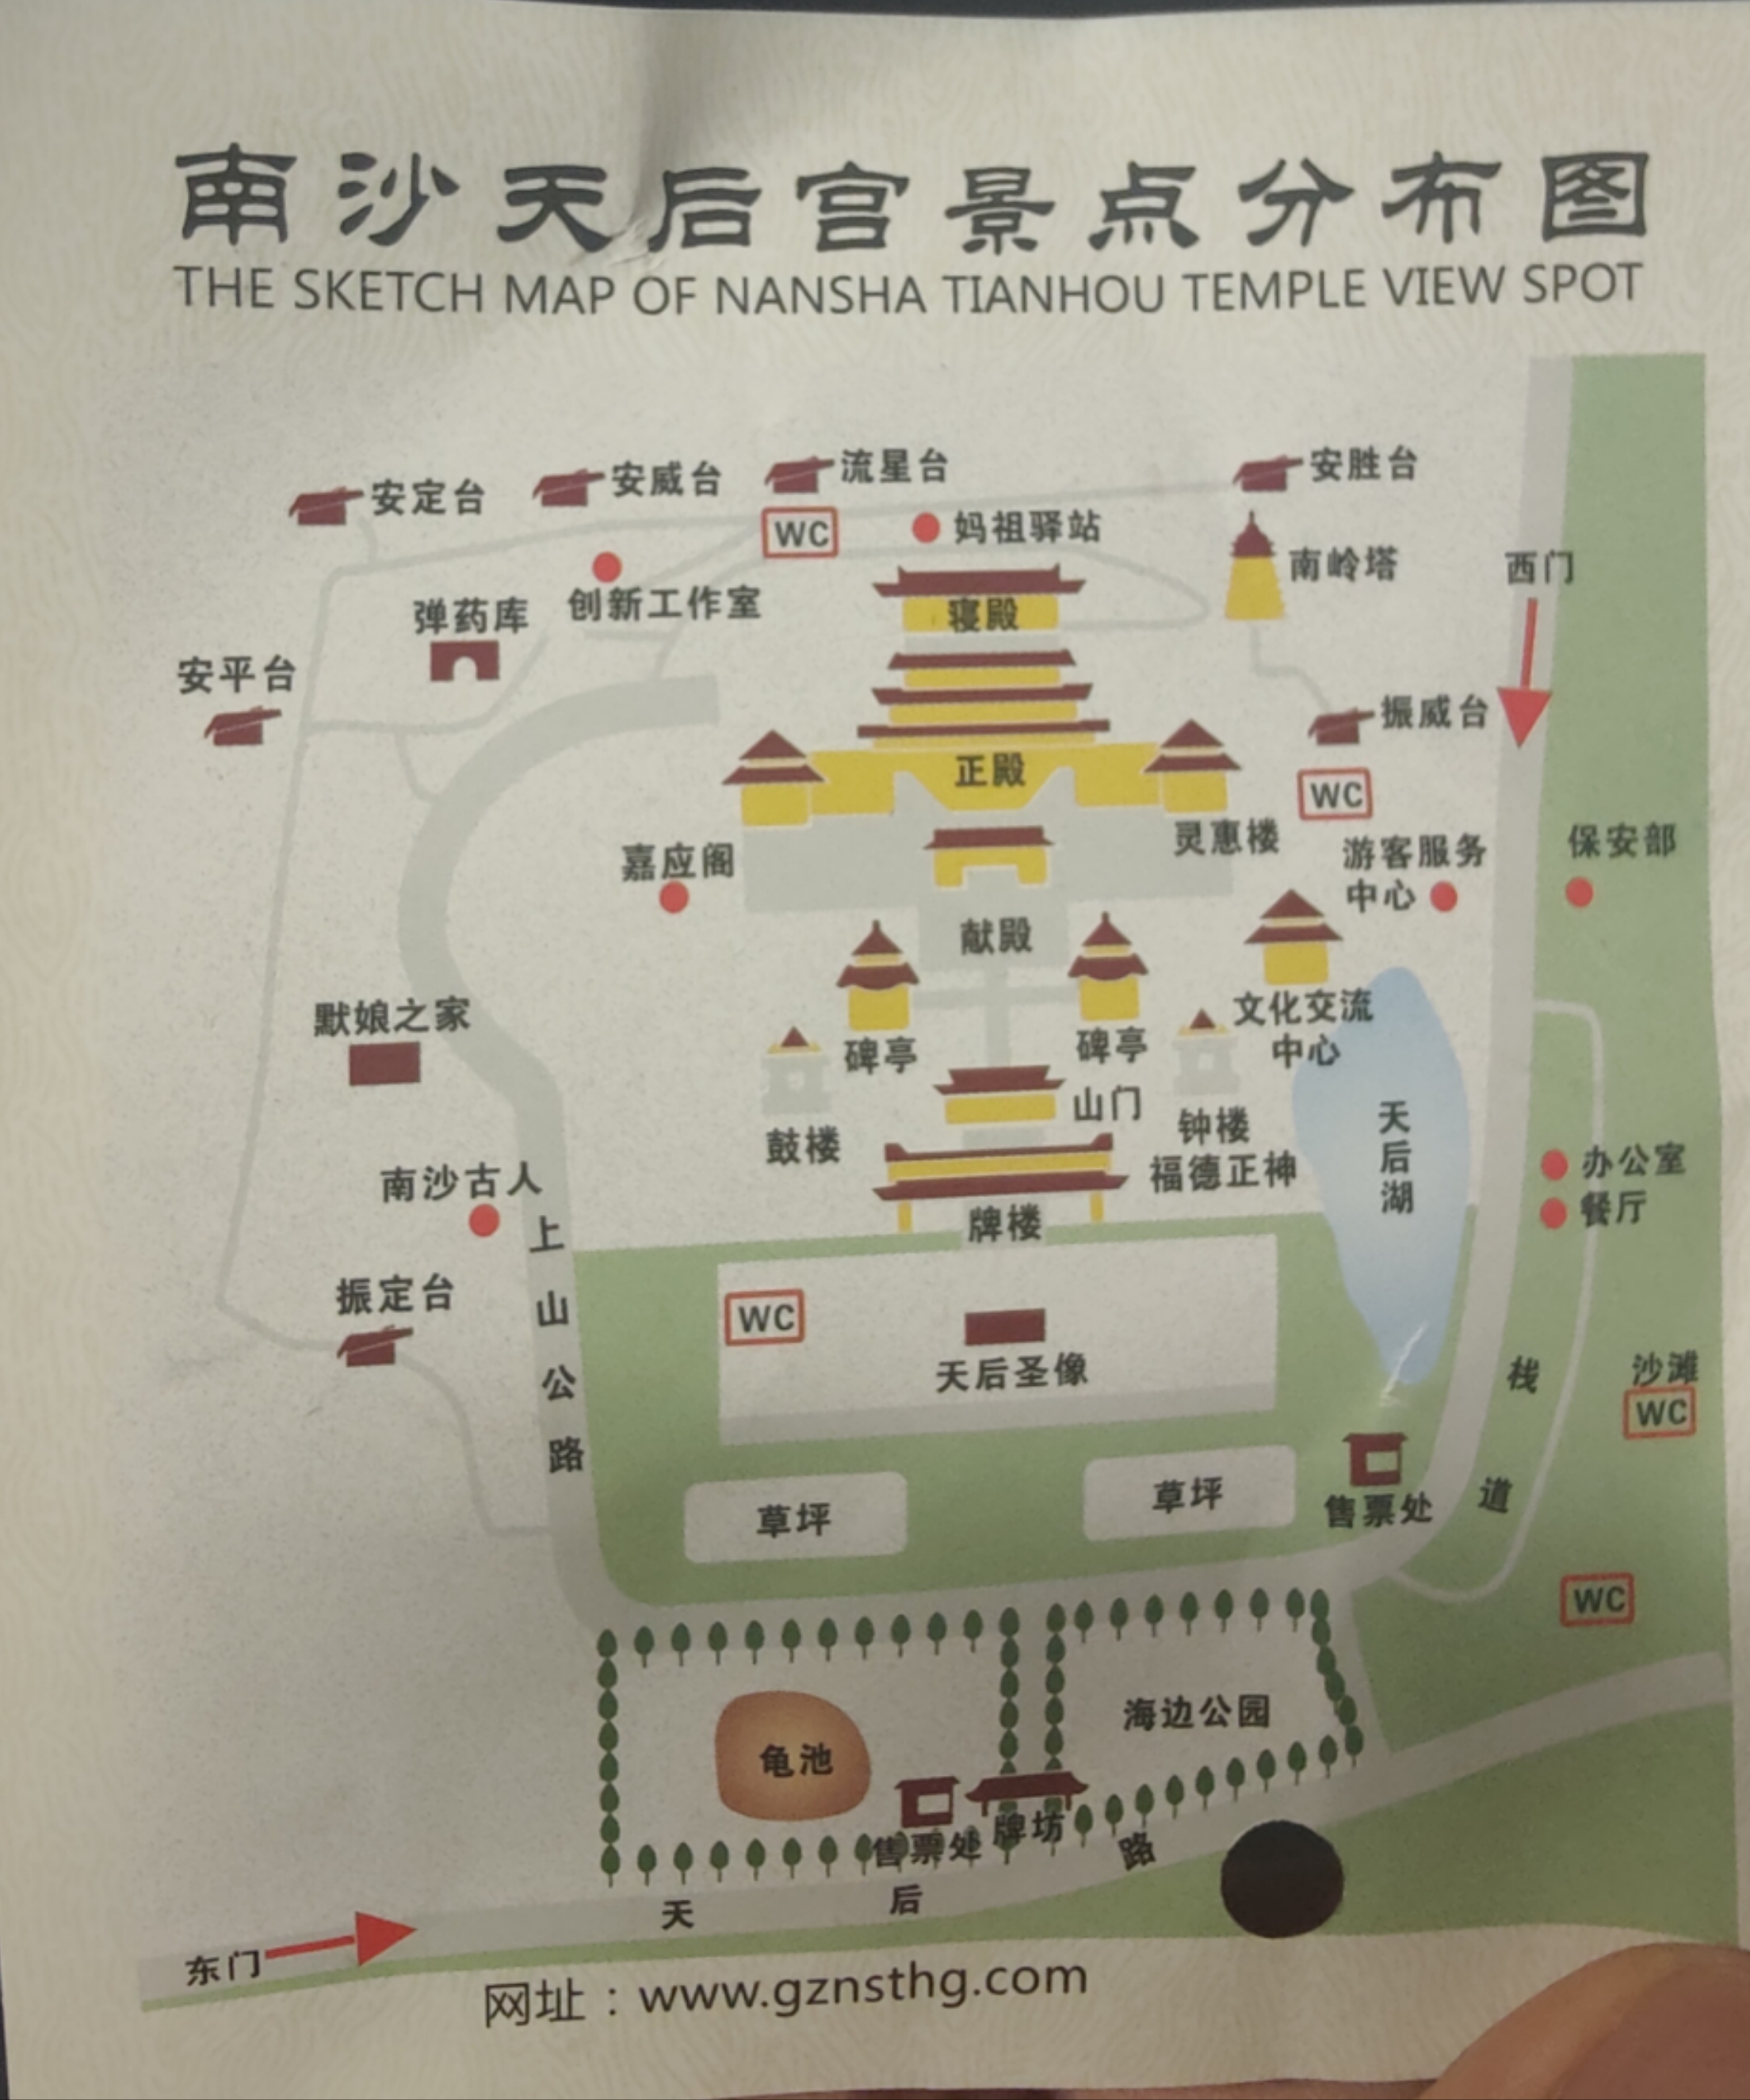 南沙天后宫景点分布图
THE SKETCH MAP OF NANSHA TIANHOU TEMPLE VIEW SPOT
安定台
安威台
流星台
安胜台
WC
妈祖驿站
南岭塔
西门
创新工作室
弹药库
寝殿
安平台
振威台
正殿
WC
灵惠楼
嘉应阁
游客服务
中心
保安部
献殿
默娘之家
碑亭
碑亭
文化交流
中心
山门
鼓楼
钟楼
福德正神
天后湖
办公室
餐厅
南沙古人
牌楼
上山公路
振定台
WC
天后圣像
栈道
沙滩
WC
草坪
草坪
售票处
WC
海边公园
龟池
售票处
牌坊
天后路
东门
网址：www.gznsthg.com